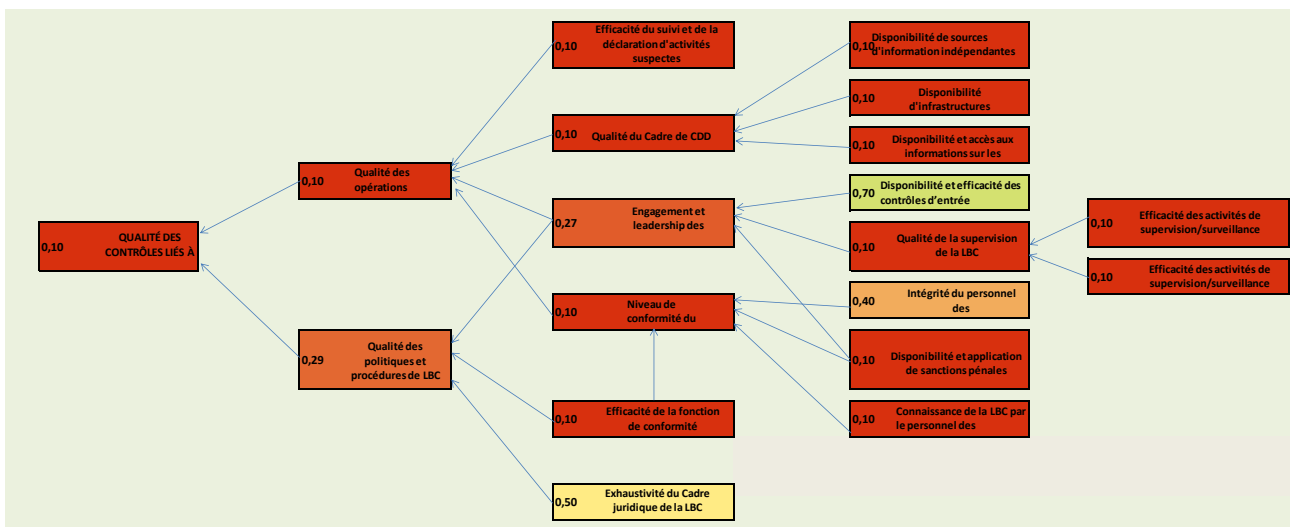 0,10
QUALITÉ DES
CONTRÔLES LIÉS À
0,10
Qualité des
opérations
0,29
Qualité des
politiques et
procédures de LBC
0,10
Efficacité du suivi et de la
déclaration d'activités
suspectes
0,10
Qualité du Cadre de CDD
0,27
Engagement et
leadership des
0,10
Niveau de
conformité du
0,10
Efficacité de la fonction
de conformité
0,50
Exhaustivité du Cadre
juridique de la LBC
0,10
Disponibilité de sources
d'information indépendantes
0,10
Disponibilité
d'infrastructures
0,10
Disponibilité et accès aux
informations sur les
0,70
Disponibilité et efficacité des
contrôles d'entrée
0,10
Qualité de la supervision
de la LBC
0,40
Intégrité du personnel
des
0,10
Disponibilité et application
de sanctions pénales
0,10
Connaissance de la LBC par
le personnel des
0,10
Efficacité des activités de
supervision/surveillance
0,10
Efficacité des activités de
supervision/surveillance